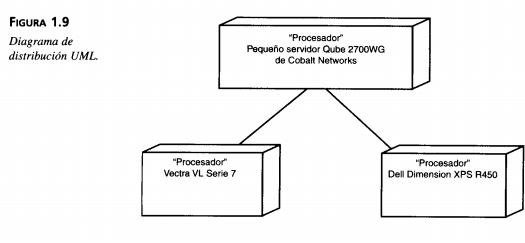 FIGURA 1.9
Diagrama de
distribución UML.
"Procesador"
Pequeño servidor Qube 2700WG
de Cobalt Networks
"Procesador"
Vectra VL Serie 7
"Procesador"
Dell Dimension XPS R450